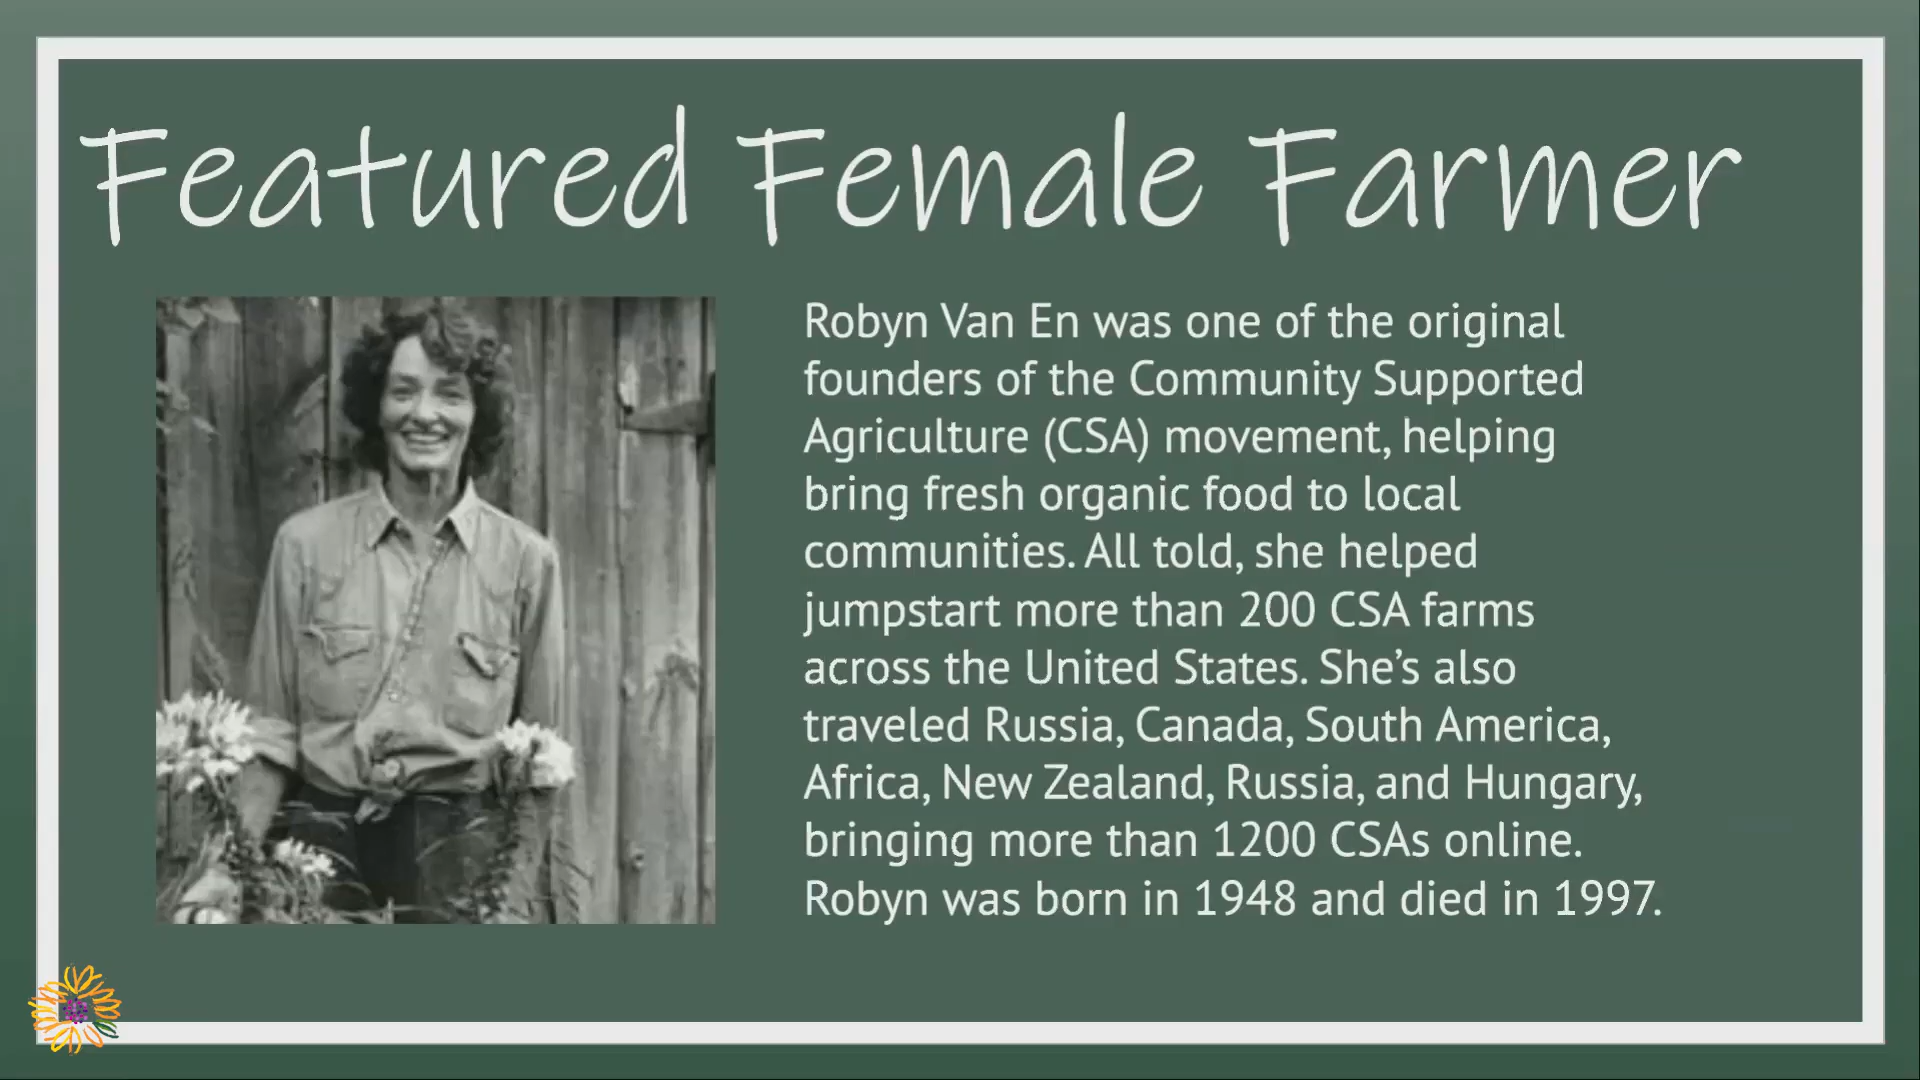 Featured Female Farmer
Robyn Van En was one of the original
founders of the Community Supported
Agriculture (CSA) movement, helping
bring fresh organic food to local
communities. All told, she helped
jumpstart more than 200 CSA farms
across the United States. She’s also
traveled Russia, Canada, South America,
Africa, New Zealand, Russia, and Hungary,
bringing more than 1200 CSAs online.
Robyn was born in 1948 and died in 1997.